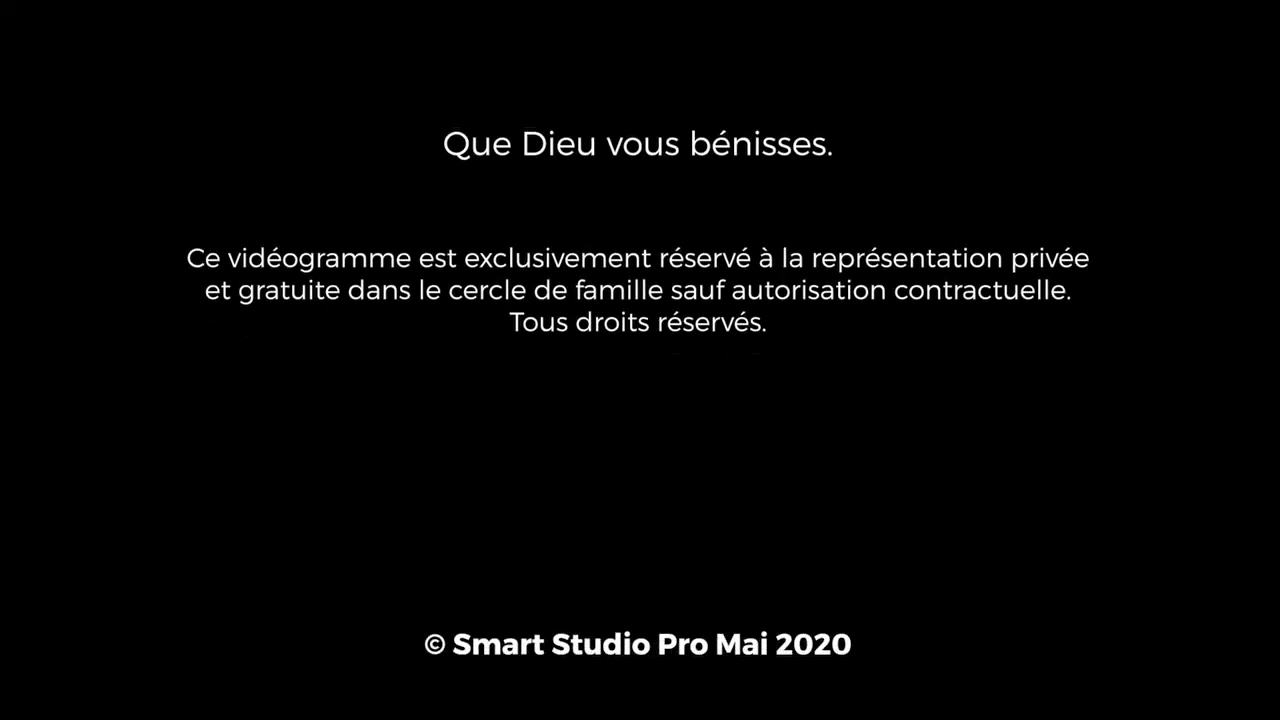 Que Dieu vous bénisses.
Ce vidéogramme est exclusivement réservé à la représentation privée
et gratuite dans le cercle de famille sauf autorisation contractuelle.
Tous droits réservés.
© Smart Studio Pro Mai 2020